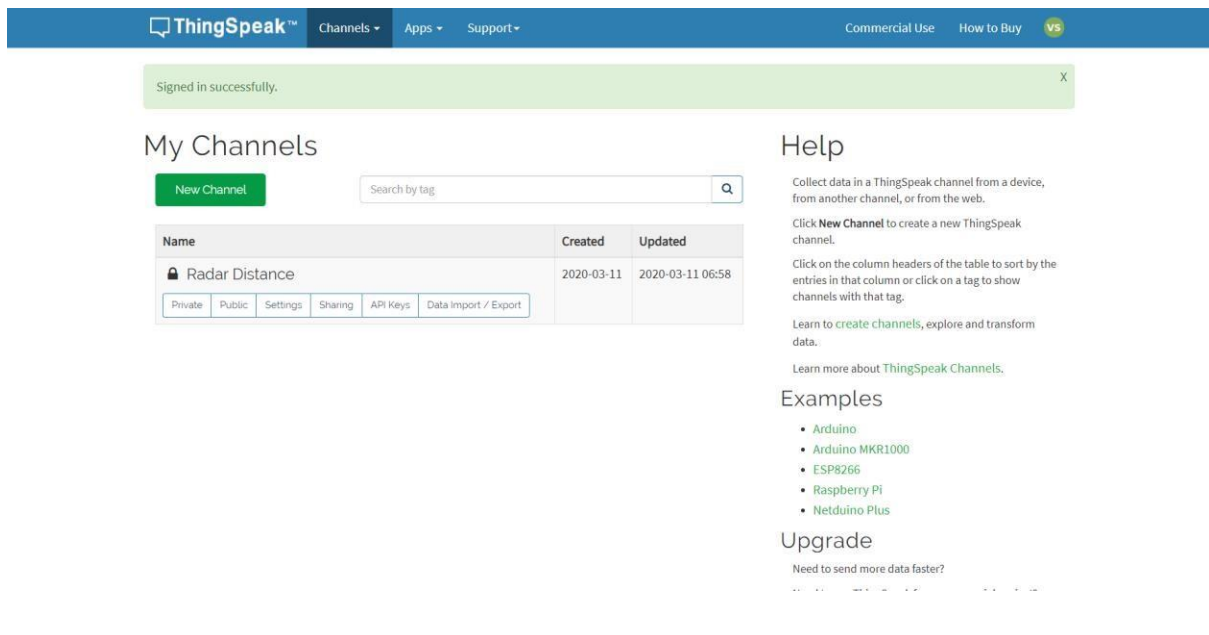 ThingSpeak™ Channels Apps Support Commercial Use How to Buy VS
Signed in successfully. X
My Channels
New Channel
Search by tag
Name Created Updated
Radar Distance 2020-03-11 2020-03-11 06:58
Private Public Settings Sharing API Keys Data Import / Export
Help
Collect data in a ThingSpeak channel from a device,
from another channel, or from the web.
Click New Channel to create a new ThingSpeak
channel.
Click on the column headers of the table to sort by the
entries in that column or click on a tag to show
channels with that tag.
Learn to create channels, explore and transform
data.
Learn more about ThingSpeak Channels.
Examples
• Arduino
• Arduino MKR1000
• ESP8266
• Raspberry Pi
• Netduino Plus
Upgrade
Need to send more data faster?